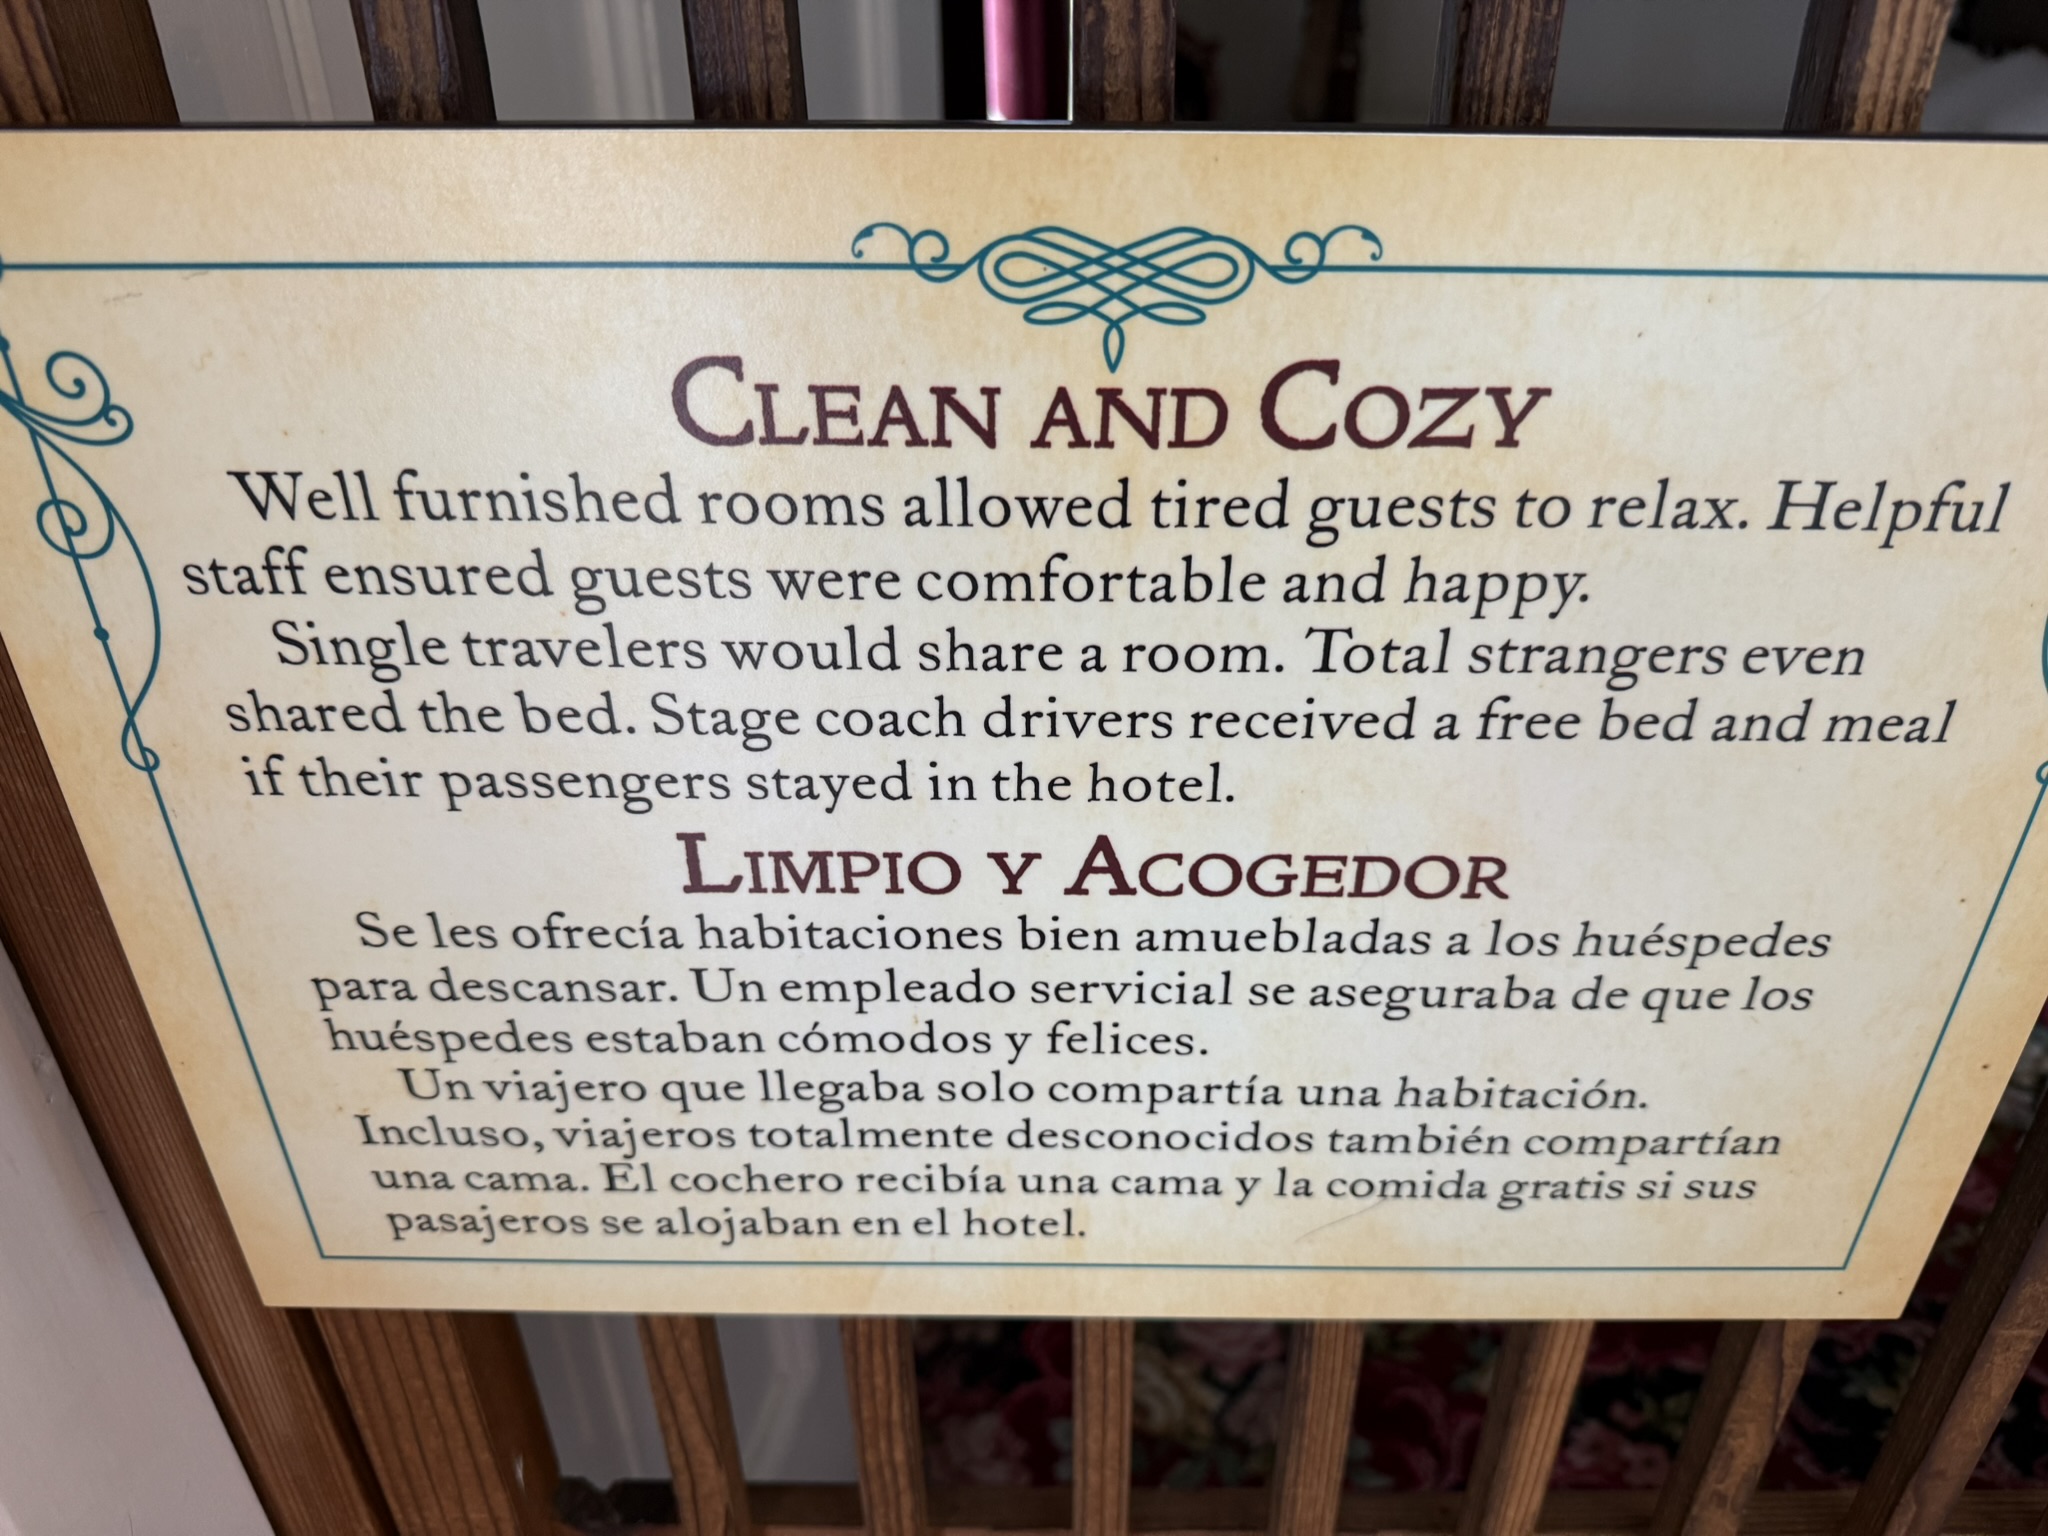 CLEAN AND COZY
Well furnished rooms allowed tired guests to relax. Helpful
staff ensured guests were comfortable and happy.
Single travelers would share a room. Total strangers even
shared the bed. Stage coach drivers received a free bed and meal
if their passengers stayed in the hotel.
LIMPIO Y ACOGEDOR
Se les ofrecía habitaciones bien amuebladas a los huéspedes
para descansar. Un empleado servicial se aseguraba de que los
huéspedes estaban cómodos y felices.
Un viajero que llegaba solo compartía una habitación.
Incluso, viajeros totalmente desconocidos también compartían
una cama. El cochero recibía una cama y la comida gratis si sus
pasajeros se alojaban en el hotel.